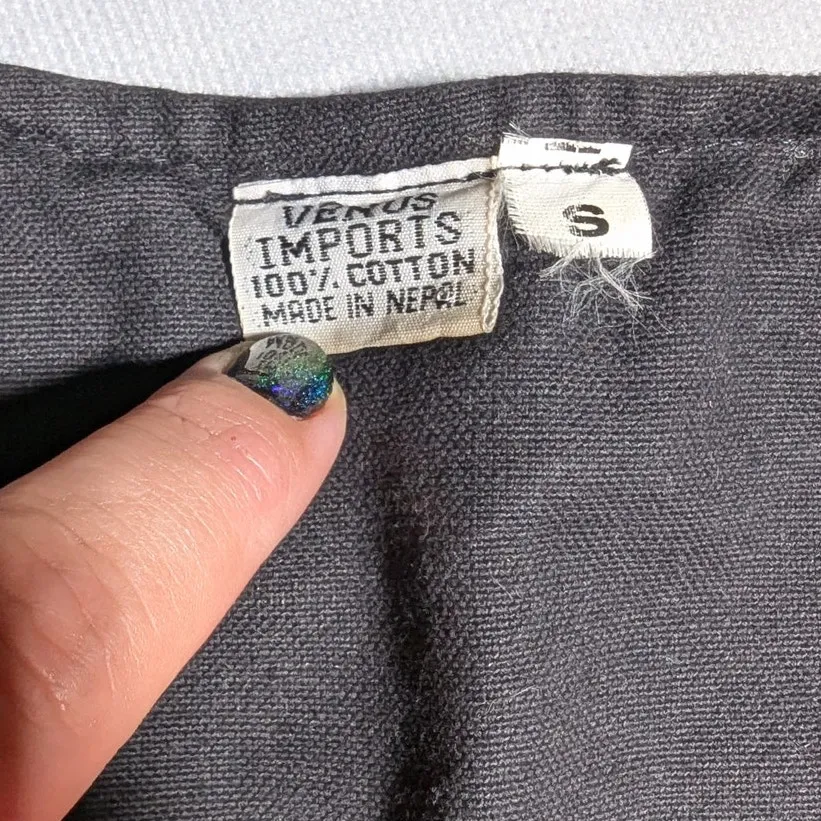 VENUS
IMPORTS
100% COTTON
MADE IN NEPAL
S